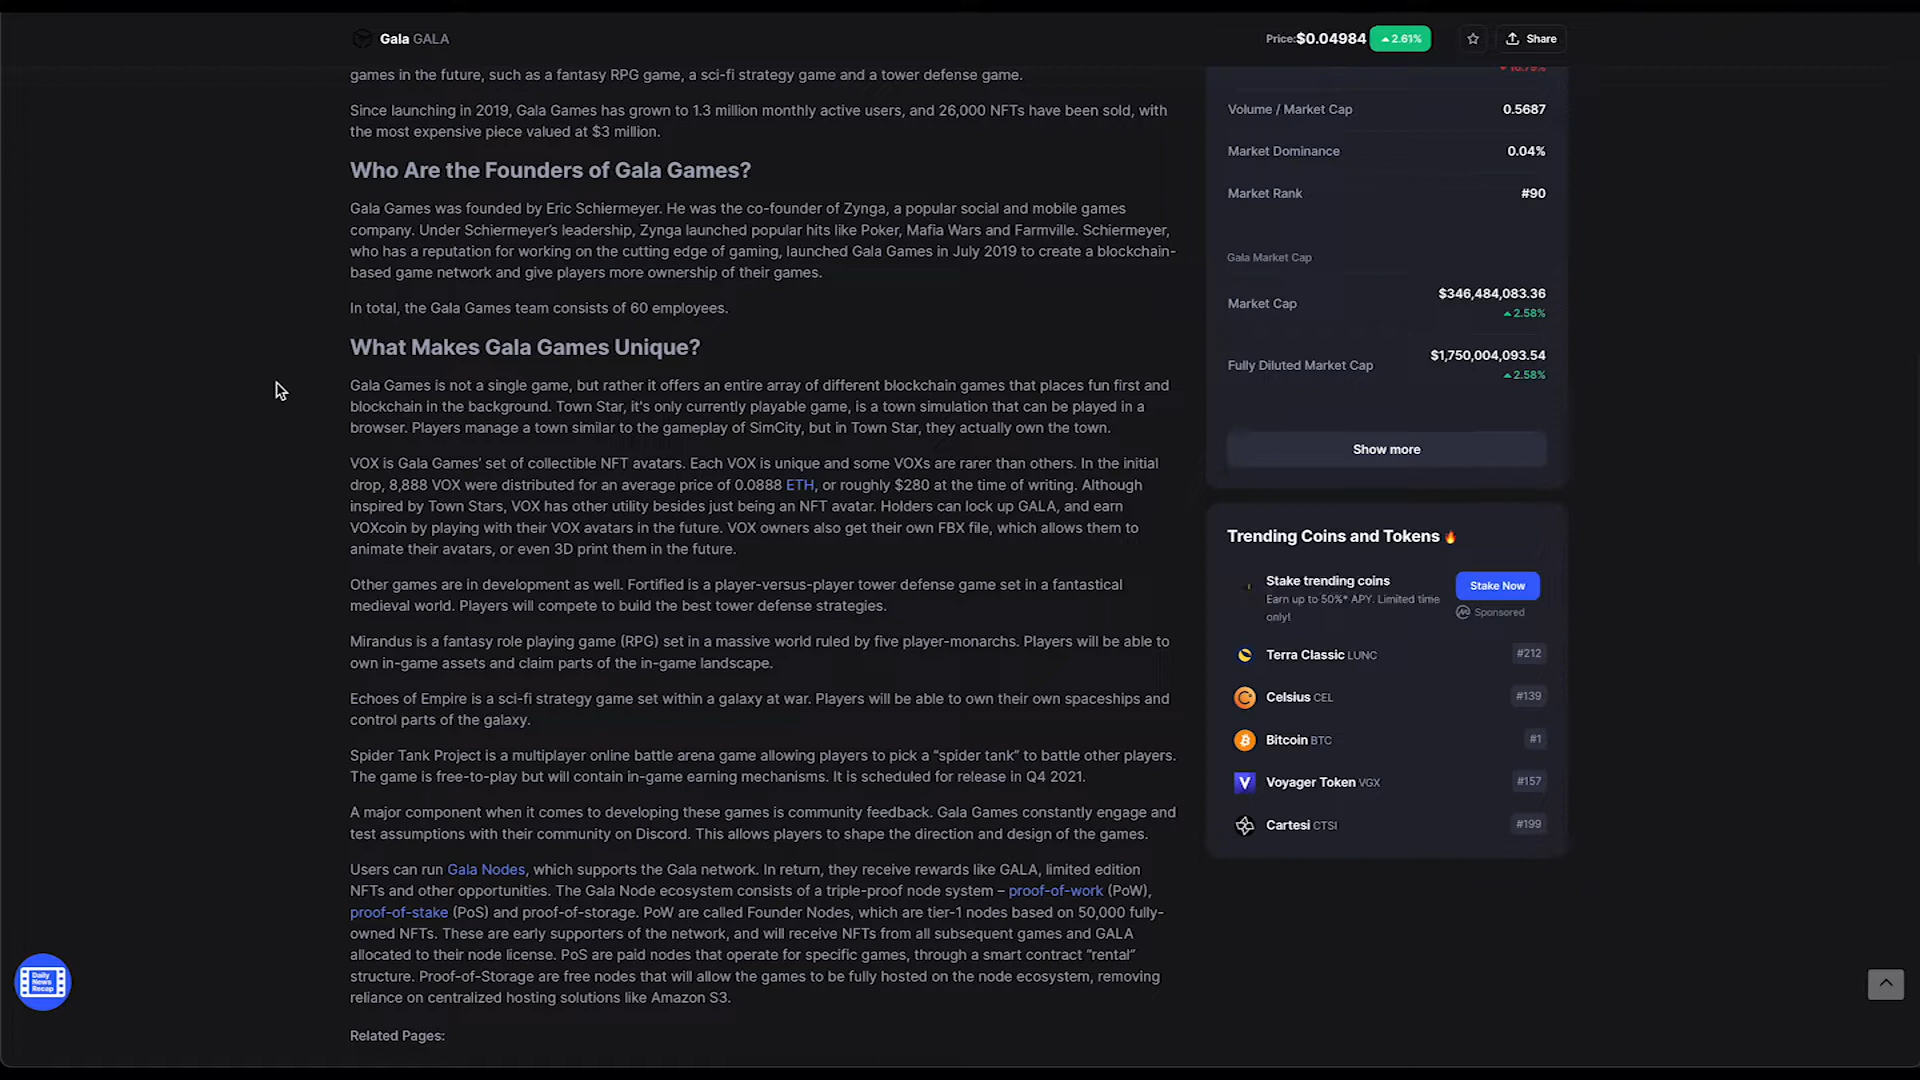 Gala GALA
Price:$0.04984 2.61%
Share
games in the future, such as a fantasy RPG game, a sci-fi strategy game and a tower defense game.
Since launching in 2019, Gala Games has grown to 1.3 million monthly active users, and 26,000 NFTs have been sold, with
the most expensive piece valued at $3 million.
Who Are the Founders of Gala Games?
Gala Games was founded by Eric Schiermeyer. He was the co-founder of Zynga, a popular social and mobile games
company. Under Schiermeyer's leadership, Zynga launched popular hits like Poker, Mafia Wars and Farmville. Schiermeyer,
who has a reputation for working on the cutting edge of gaming, launched Gala Games in July 2019 to create a blockchain-
based game network and give players more ownership of their games.
In total, the Gala Games team consists of 60 employees.
What Makes Gala Games Unique?
Gala Games is not a single game, but rather it offers an entire array of different blockchain games that places fun first and
blockchain in the background. Town Star, it's only currently playable game, is a town simulation that can be played in a
browser. Players manage a town similar to the gameplay of SimCity, but in Town Star, they actually own the town.
VOX is Gala Games' set of collectible NFT avatars. Each VOX is unique and some VOXs are rarer than others. In the initial
drop, 8,888 VOX were distributed for an average price of 0.0888 ETH, or roughly $280 at the time of writing. Although
inspired by Town Stars, VOX has other utility besides just being an NFT avatar. Holders can lock up GALA, and earn
VOXcoin by playing with their VOX avatars in the future. VOX owners also get their own FBX file, which allows them to
animate their avatars, or even 3D print them in the future.
Other games are in development as well. Fortified is a player-versus-player tower defense game set in a fantastical
medieval world. Players will compete to build the best tower defense strategies.
Mirandus is a fantasy role playing game (RPG) set in a massive world ruled by five player-monarchs. Players will be able to
own in-game assets and claim parts of the in-game landscape.
Echoes of Empire is a sci-fi strategy game set within a galaxy at war. Players will be able to own their own spaceships and
control parts of the galaxy.
Spider Tank Project is a multiplayer online battle arena game allowing players to pick a "spider tank" to battle other players.
The game is free-to-play but will contain in-game earning mechanisms. It is scheduled for release in Q4 2021.
A major component when it comes to developing these games is community feedback. Gala Games constantly engage and
test assumptions with their community on Discord. This allows players to shape the direction and design of the games.
Users can run Gala Nodes, which supports the Gala network. In return, they receive rewards like GALA, limited edition
NFTs and other opportunities. The Gala Node ecosystem consists of a triple-proof node system – proof-of-work (PoW),
proof-of-stake (PoS) and proof-of-storage. PoW are called Founder Nodes, which are tier-1 nodes based on 50,000 fully-
owned NFTs. These are early supporters of the network, and will receive NFTs from all subsequent games and GALA
allocated to their node license. PoS are paid nodes that operate for specific games, through a smart contract "rental"
structure. Proof-of-Storage are free nodes that will allow the games to be fully hosted on the node ecosystem, removing
reliance on centralized hosting solutions like Amazon S3.
Related Pages:
Volume / Market Cap 0.5687
Market Dominance 0.04%
Market Rank #90
Gala Market Cap
Market Cap $346,484,083.36
2.58%
Fully Diluted Market Cap $1,750,004,093.54
2.58%
Show more
Trending Coins and Tokens
Stake trending coins
Earn up to 50%* APY. Limited time
only!
Stake Now
Sponsored
Terra Classic LUNC #212
Celsius CEL #139
Bitcoin BTC #1
Voyager Token VGX #157
Cartesi CTSI #199
Daily
News
Recap